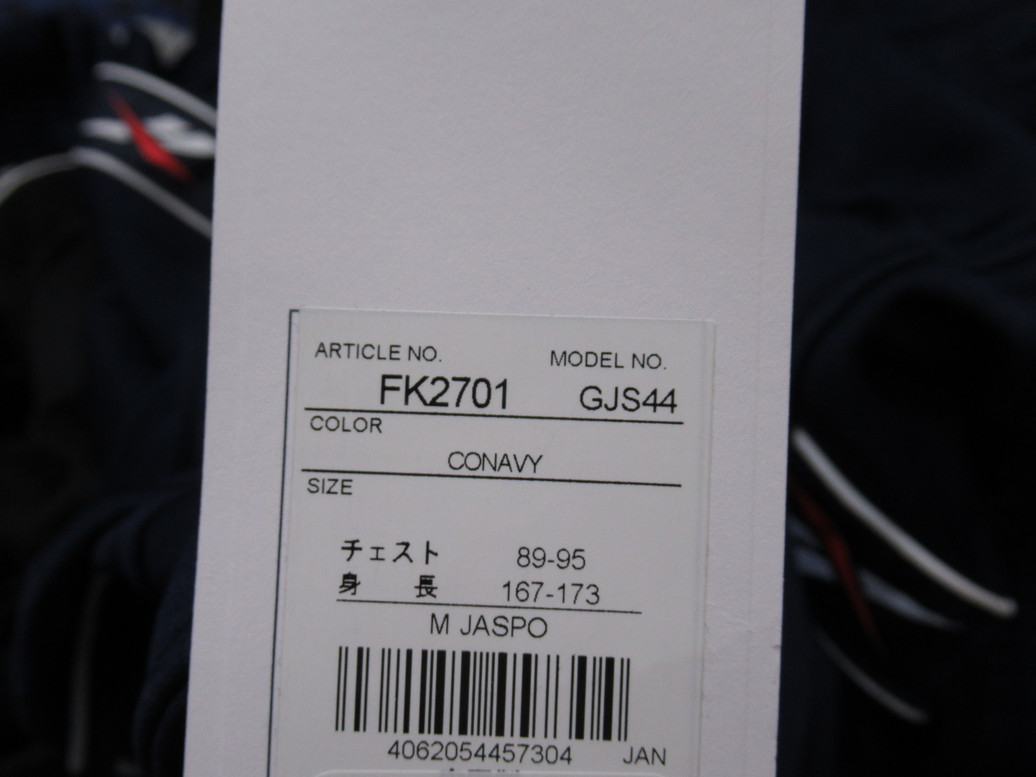 ARTICLE NO. MODEL NO.
FK2701 GJS44
COLOR
CONAVY
SIZE
チェスト 89-95
身長 167-173
M JASPO
4062054457304 JAN